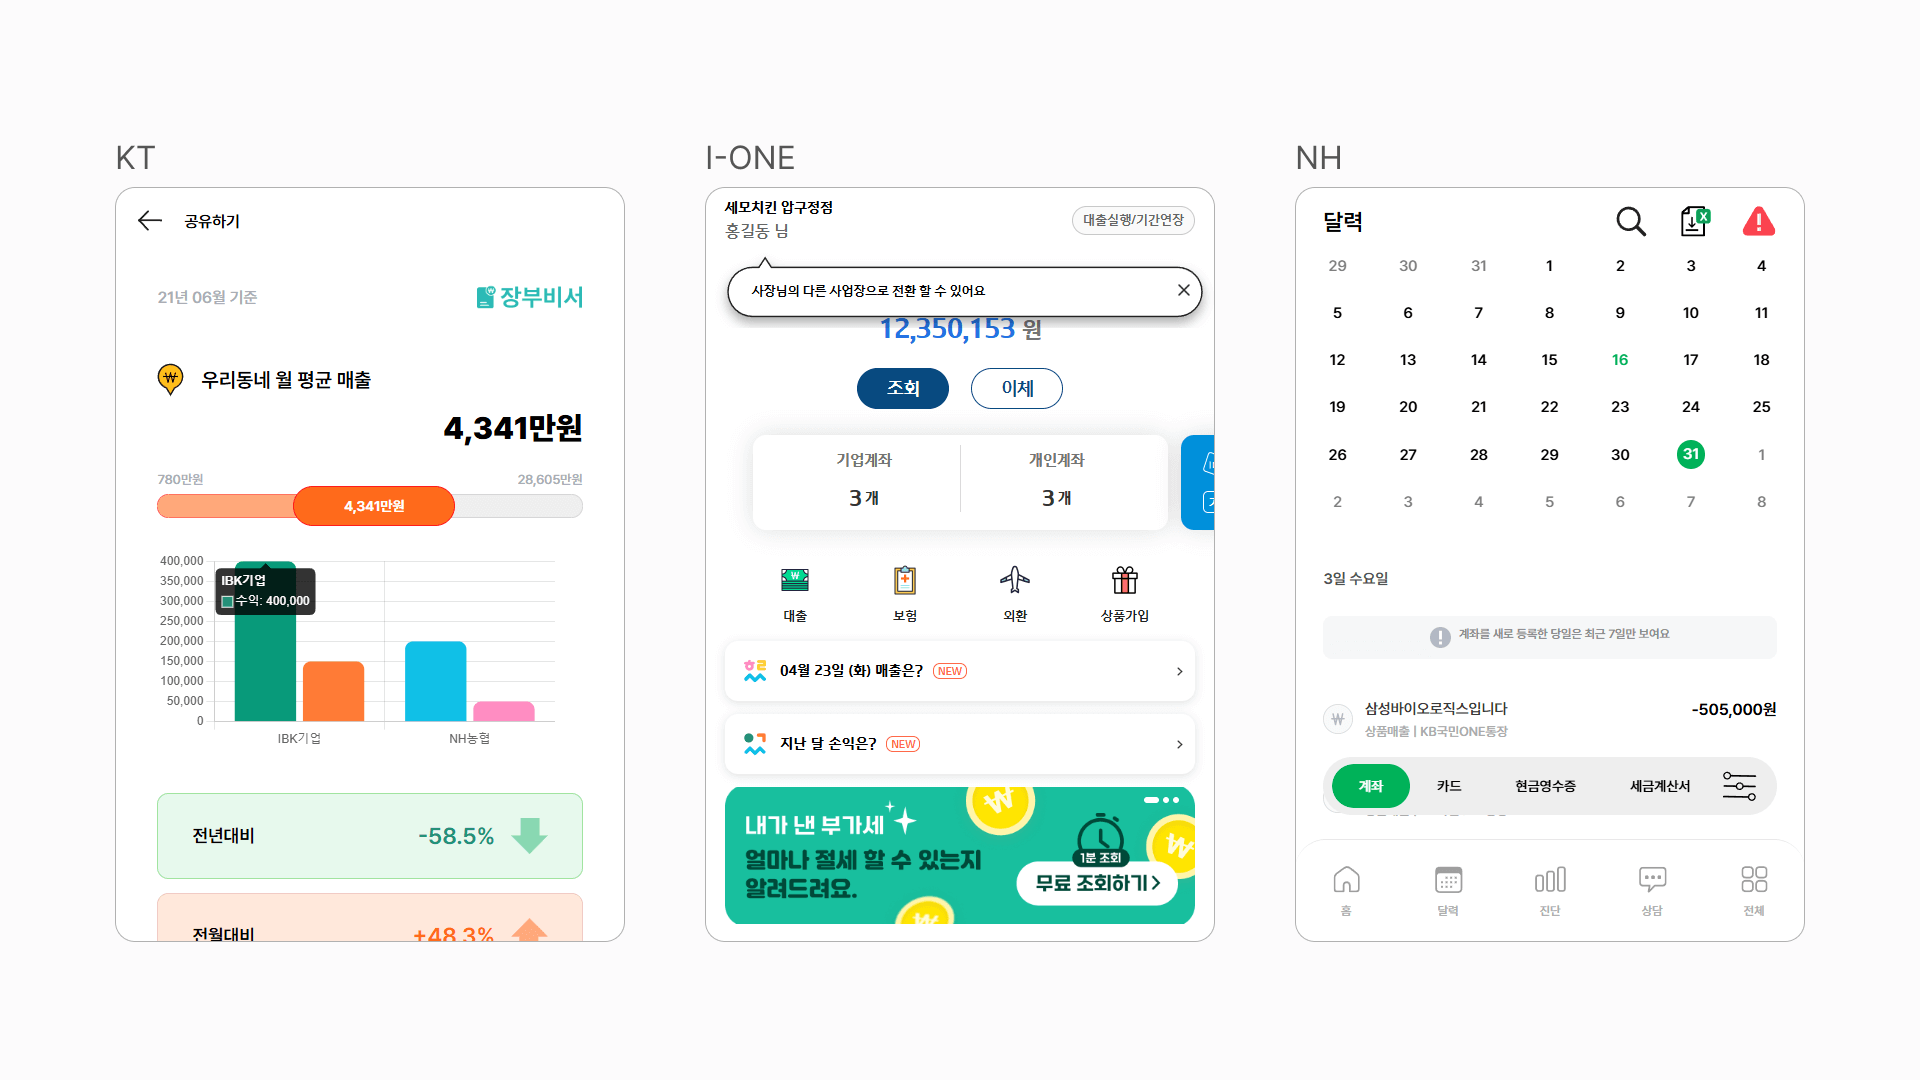 KT
공유하기
21년 06월 기준
장부비서
우리동네 월 평균 매출
4,341만원
780만원 28,605만원
4,341만원
400,000
350,000
300,000
250,000
200,000
150,000
100,000
50,000
0
IBK기업
수익: 400,000
IBK기업 NH농협
전년대비 -58.5%
전월대비 +48.3%
I-ONE
세모치킨 압구정점
홍길동 님
대출실행/기간연장
사장님의 다른 사업장으로 전환 할 수 있어요
12,350,153 원
조회 이체
기업계좌 개인계좌
3개 3개
대출 보험 외환 상품가입
04월 23일 (화) 매출은? NEW
지난 달 손익은? NEW
내가 낸 부가세
얼마나 절세 할 수 있는지
알려드려요.
1분 조회
무료 조회하기
NH
달력
X
29 30 31 1 2 3 4
5 6 7 8 9 10 11
12 13 14 15 16 17 18
19 20 21 22 23 24 25
26 27 28 29 30 31 1
2 3 4 5 6 7 8
3일 수요일
계좌를 새로 등록한 당일은 최근 7일만 보여요
삼성바이오로직스입니다 -505,000원
상품매출 | KB국민ONE통장
계좌 카드 현금영수증 세금계산서
홈 달력 진단 상담 전체